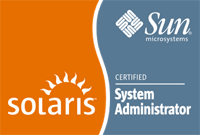 Sun
microsystems
solaris
CERTIFIED
System
Administrator